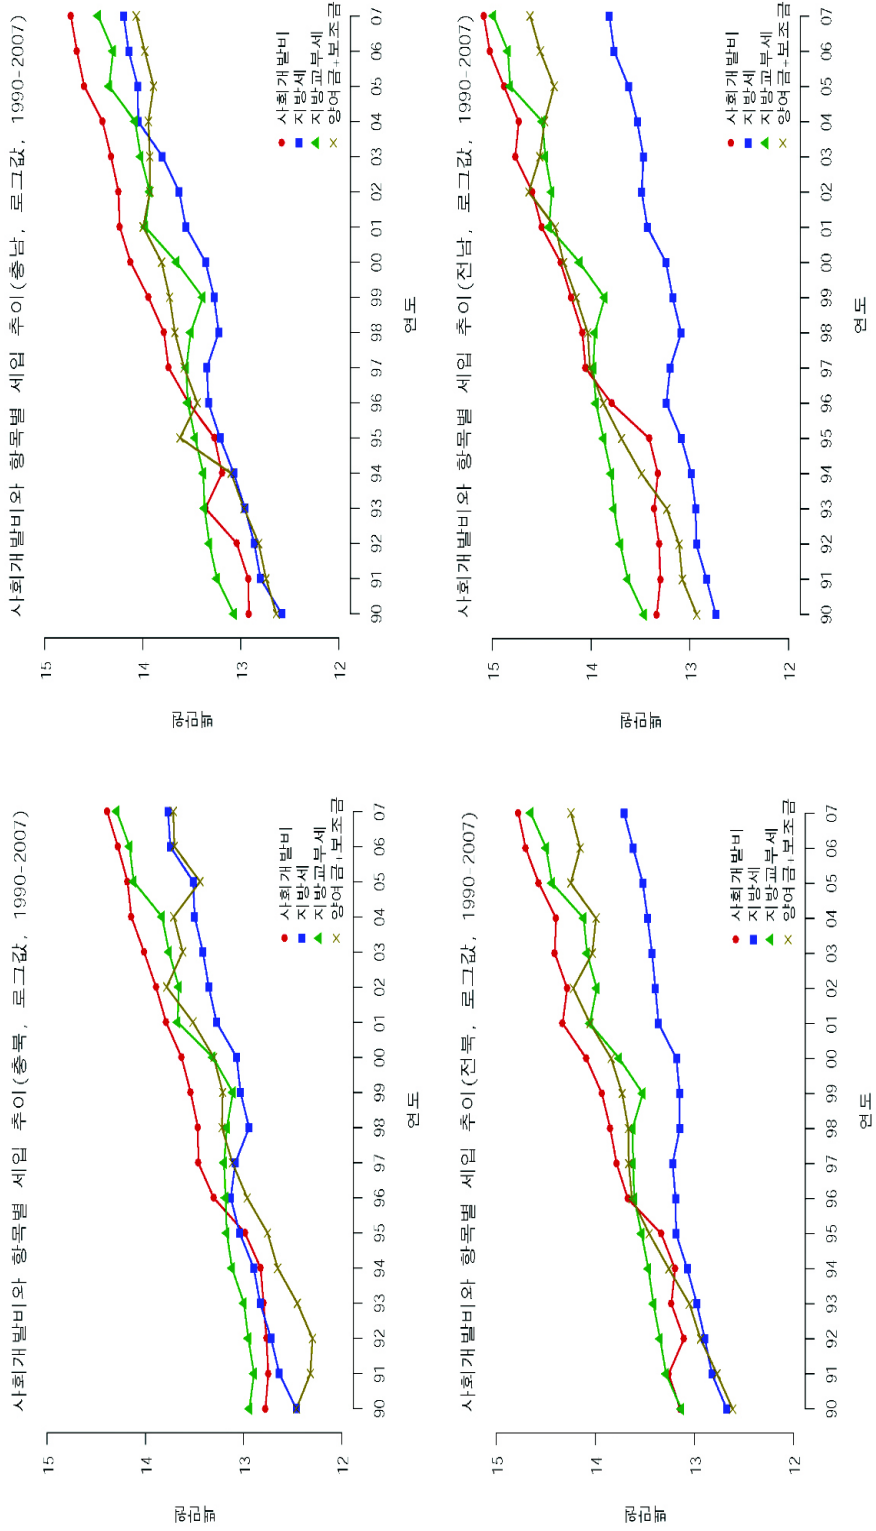 사회개발비와 항목별 세입 추이(충북, 로그값, 1990-2007)
백만원
15
14
13
12
사회개발비
지방세
지방교부세
양여금+보조금
90 91 92 93 94 95 96 97 98 99 00 01 02 03 04 05 06 07
연도
사회개발비와 항목별 세입 추이(충남, 로그값, 1990-2007)
백만원
15
14
13
12
사회개발비
지방세
지방교부세
양여금+보조금
90 91 92 93 94 95 96 97 98 99 00 01 02 03 04 05 06 07
연도
사회개발비와 항목별 세입 추이(전북, 로그값, 1990-2007)
백만원
15
14
13
12
사회개발비
지방세
지방교부세
양여금+보조금
90 91 92 93 94 95 96 97 98 99 00 01 02 03 04 05 06 07
연도
사회개발비와 항목별 세입 추이(전남, 로그값, 1990-2007)
백만원
15
14
13
12
사회개발비
지방세
지방교부세
양여금+보조금
90 91 92 93 94 95 96 97 98 99 00 01 02 03 04 05 06 07
연도